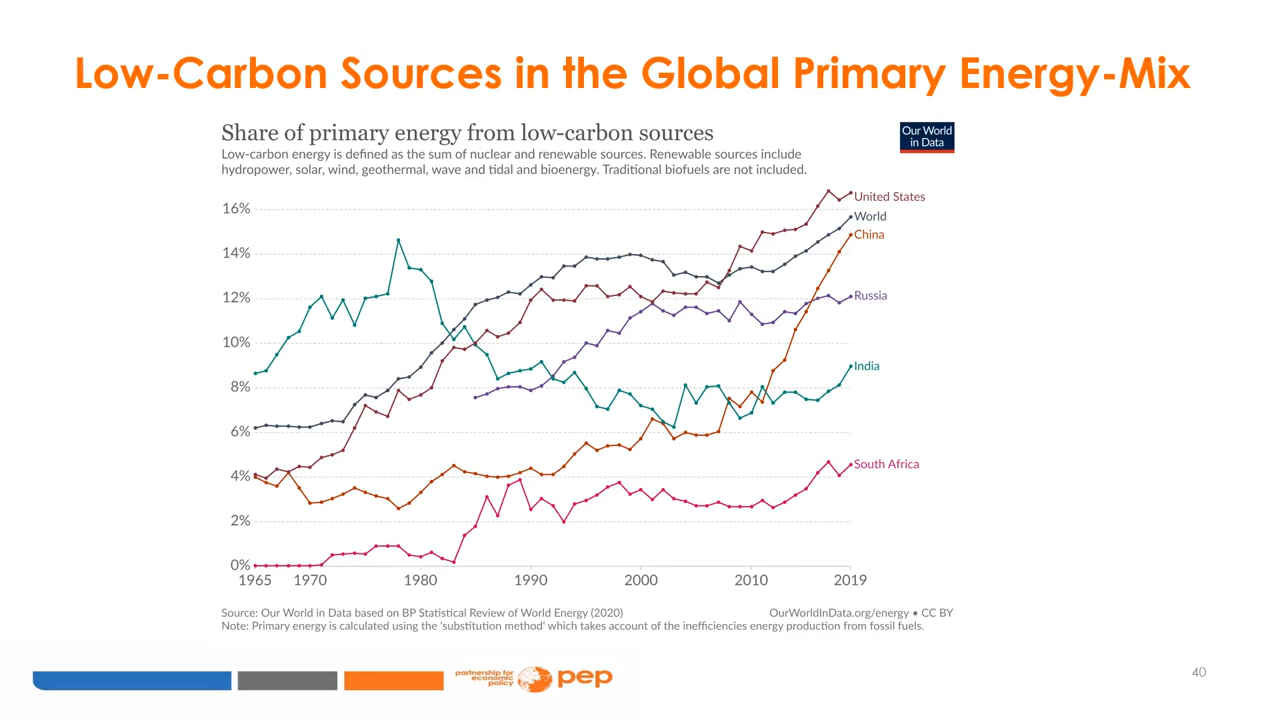 Low-Carbon Sources in the Global Primary Energy-Mix
Share of primary energy from low-carbon sources
Our World
in Data
Low-carbon energy is defined as the sum of nuclear and renewable sources. Renewable sources include
hydropower, solar, wind, geothermal, wave and tidal and bioenergy. Traditional biofuels are not included.
16%
14%
12%
10%
8%
6%
4%
2%
0%
United States
World
China
Russia
India
South Africa
1965 1970 1980 1990 2000 2010 2019
Source: Our World in Data based on BP Statistical Review of World Energy (2020) OurWorldInData.org/energy • CC BY
Note: Primary energy is calculated using the 'substitution method' which takes account of the inefficiencies energy production from fossil fuels.
partnership for
economic
policy
pep
40